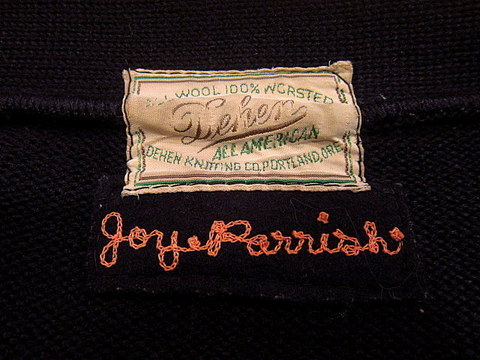 ALL WOOL 100% WORSTED
Dehen
ALL AMERICAN
DEHEN KNITTING CO. PORTLAND, ORE.
Joy Parrish